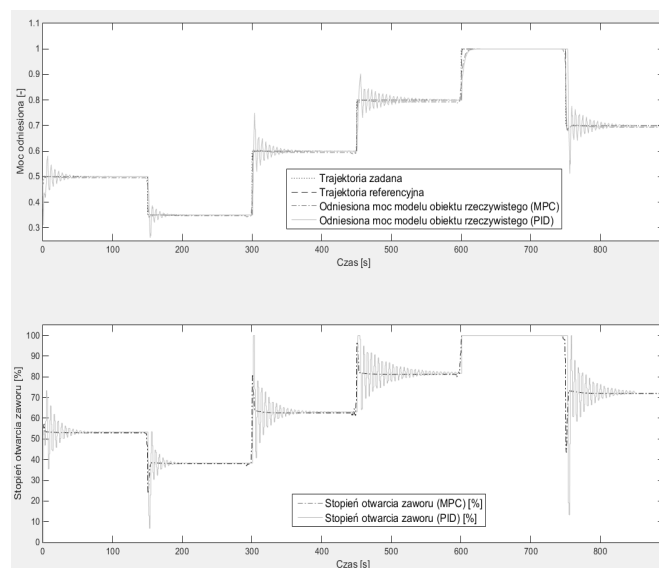 Moc odniesiona [-]
1.1
1
0.9
0.8
0.7
0.6
0.5
0.4
0.3
Trajektoria zadana
Trajektoria referencyjna
Odniesiona moc modelu obiektu rzeczywistego (MPC)
Odniesiona moc modelu obiektu rzeczywistego (PID)
0 100 200 300 400 500 600 700 800
Czas [s]
Stopień otwarcia zaworu [%]
100
90
80
70
60
50
40
30
20
10
0
Stopień otwarcia zaworu (MPC) [%]
Stopień otwarcia zaworu (PID) [%]
0 100 200 300 400 500 600 700 800
Czas [s]